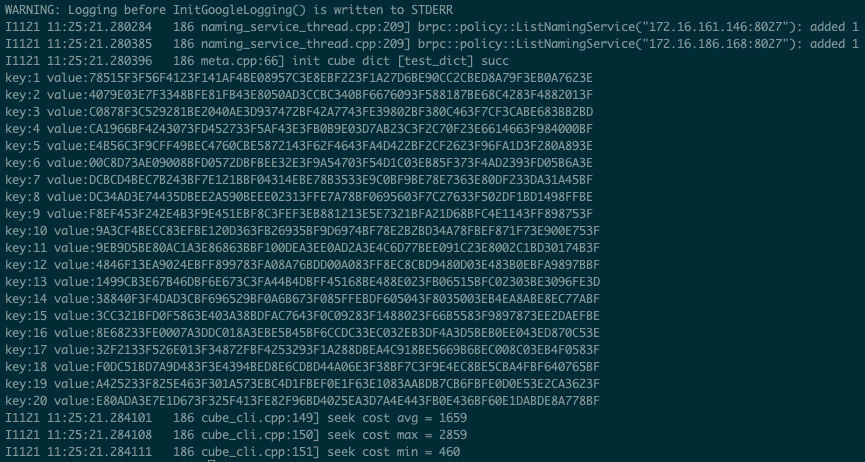 WARNING: Logging before InitGoogleLogging() is written to STDERR
I1121 11:25:21.280284   186 naming_service_thread.cpp:209] brpc::policy::ListNamingService("172.16.161.146:8027"): added 1
I1121 11:25:21.280385   186 naming_service_thread.cpp:209] brpc::policy::ListNamingService("172.16.186.168:8027"): added 1
I1121 11:25:21.280396   186 meta.cpp:66] init cube dict [test_dict] succ
key:1 value:78515F3F56F4123F141AF4BE08957C3E8EBF223F1A27D6BE90CC2CBED8A79F3EB0A7623E
key:2 value:4079E03E7F3348BFE81FB43E8050AD3CCBC340BF6676093F588187BE68C4283F4882013F
key:3 value:C0878F3C529281BE2040AE3D937472BF42A7743FE39802BF380C463F7CF3CABE683BB2BD
key:4 value:CA1966BF4243073FD452733F5AF43E3FB0B9E03D7AB23C3F2C70F23E6614663F984000BF
key:5 value:E4B56C3F9CFF49BEC4760CBE5872143F62F4643FA4D422BF2CF2623F96FA1D3F280A893E
key:6 value:00C8D73AE09008BFD0572DBFBEE32E3F9A54703F54D1C03EB85F373F4AD2393FD05B6A3E
key:7 value:DCBCD4BEC7B243BF7E121BBF04314EBE78B3533E9C0BF9BE78E7363E80DF233DA31A45BF
key:8 value:DC34AD3E74435DBEE2A590BEEE02313FFE7A78BF0695603F7C27633F502DF1BD1498FFBE
key:9 value:F8EF453F242E4B3F9E451EBF8C3FEF3EB881213E5E7321BFA21D68BFC4E1143FF898753F
key:10 value:9A3CF4BECC83EFBE120D363FB26935BF9D6974BF78E2B2BD34A78FBEF871F73E900E753F
key:11 value:9EB9D5BE80AC1A3E86863BBF100DEA3EE0AD2A3E4C6D77BEE091C23E8002C1BD30174B3F
key:12 value:4846F13EA9024EBFF899783FA08A76BDD00A083FF8EC8CBD9480D03E483B0EBFA9897BBF
key:13 value:1499CB3E67B46DBF6E673C3FA44B4DBFF45168BE488E023FB06515BFC02303BE3096FE3D
key:14 value:38840F3F4DAD3CBF696529BF0A6B673F085FFEBDF605043F8035003EB4EA8ABE8EC77ABF
key:15 value:3CC321BFD0F5863E403A38BDFAC7643F0C09283F1488023F66B5583F9897873EE2DAEFBE
key:16 value:8E68233FE0007A3DDC018A3EBE5B45BF6CCDC33EC032EB3DF4A3D5BEB0EE043ED870C53E
key:17 value:32F2133F526E013F34872FBF4253293F1A288DBEA4C918BE5669B6BEC008C03EB4F0583F
key:18 value:F0DC51BD7A9D483F3E4394BED8E6CDBD44A06E3F38BF7C3F9E4EC8BE5CBA4FBF640765BF
key:19 value:A425233F825E463F301A573EBC4D1FBEF0E1F63E1083AABDB7CB6FBFE0D0E53E2CA3623F
key:20 value:E80ADA3E7E1D673F325F413FE82F96BD4025EA3D7A4E443FB0E436BF60E1DABDE8A778BF
I1121 11:25:21.284101   186 cube_cli.cpp:149] seek cost avg = 1659
I1121 11:25:21.284108   186 cube_cli.cpp:150] seek cost max = 2859
I1121 11:25:21.284111   186 cube_cli.cpp:151] seek cost min = 460